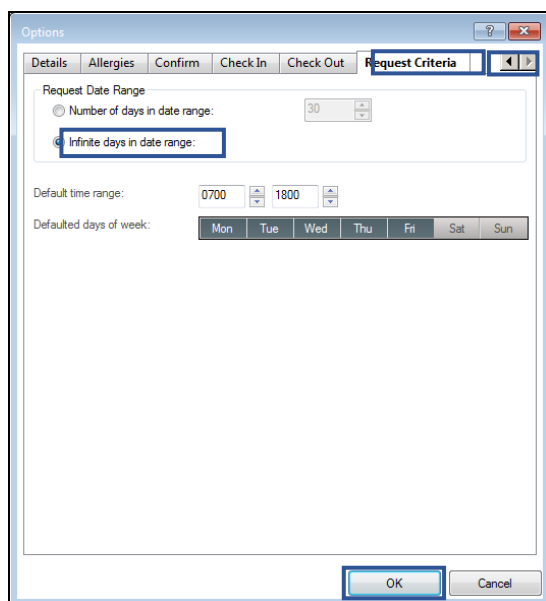 Options
Details Allergies Confirm Check In Check Out Request Criteria
Request Date Range
Number of days in date range: 30
Infinite days in date range:
Default time range: 0700 1800
Defaulted days of week: Mon Tue Wed Thu Fri Sat Sun
OK Cancel